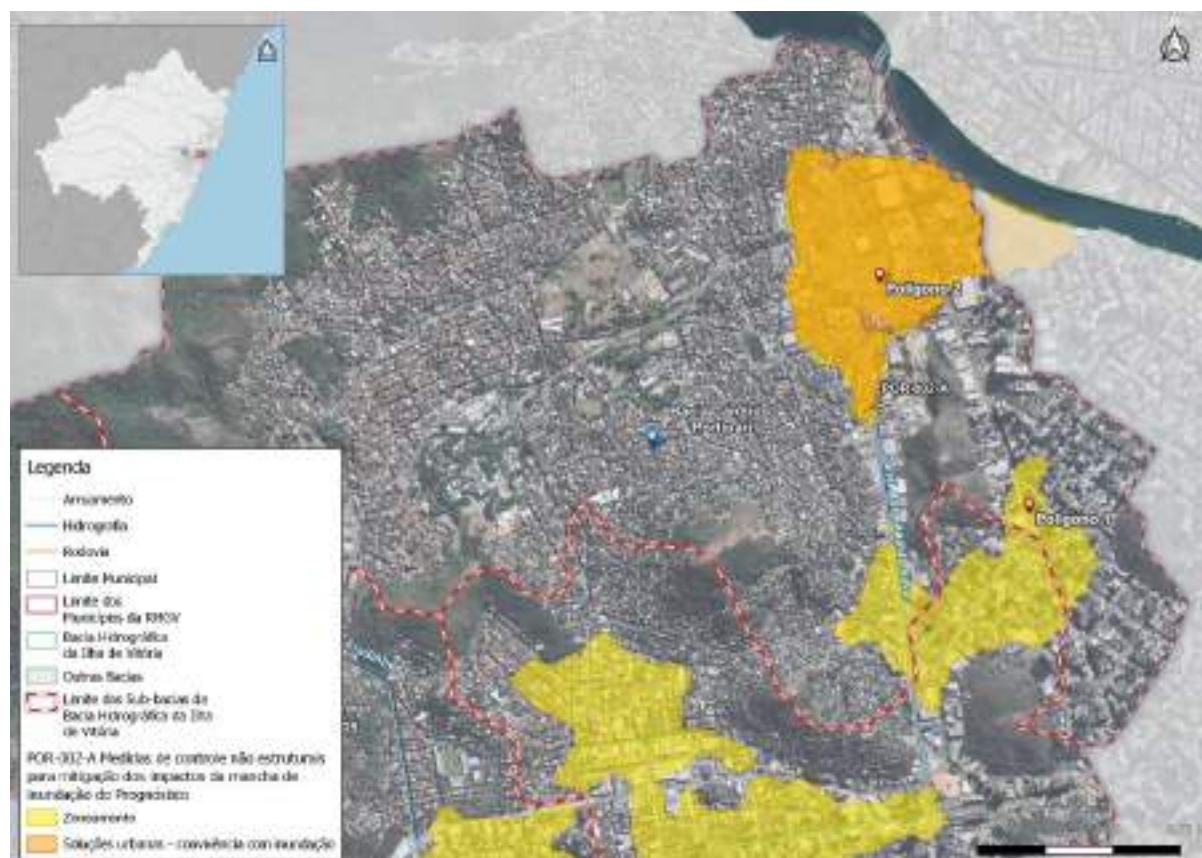 Polígono 2
POR-002-A
Polígono 1
Legenda
Arruamento
Hidrografia
Rodovia
Limite Municipal
Limite dos
Municípios da RMGV
Bacia Hidrográfica
da Ilha de Vitória
Outras Bacias
Limite das Sub-bacias da
Bacia Hidrográfica da Ilha
de Vitória
POR-002-A Medidas de controle não estruturais
para mitigação dos impactos da mancha de
inundação do Prognóstico
Zoneamento
Soluções urbanas - convivência com inundação